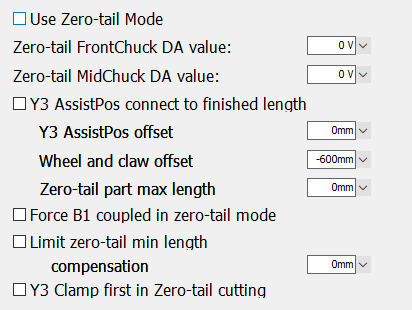 Use Zero-tail Mode
Zero-tail FrontChuck DA value: 0 V
Zero-tail MidChuck DA value: 0 V
Y3 AssistPos connect to finished length
Y3 AssistPos offset 0mm
Wheel and claw offset -600mm
Zero-tail part max length 0mm
Force B1 coupled in zero-tail mode
Limit zero-tail min length
compensation 0mm
Y3 Clamp first in Zero-tail cutting